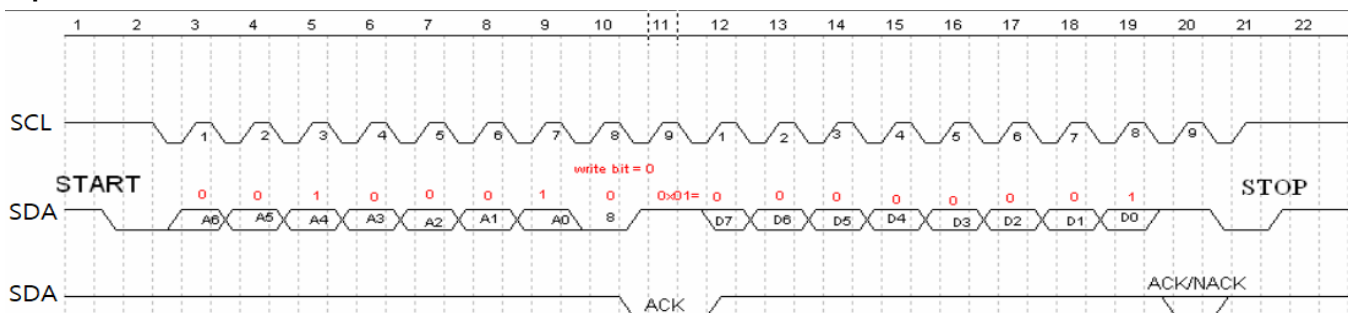 1 2 3 4 5 6 7 8 9 10 11 12 13 14 15 16 17 18 19 20 21 22
SCL 1 2 3 4 5 6 7 8 9 1 2 3 4 5 6 7 8 9
write bit = 0
START 0 0 1 0 0 0 1 0 0x01= 0 0 0 0 0 0 0 1 STOP
SDA A6 A5 A4 A3 A2 A1 A0 8 D7 D6 D5 D4 D3 D2 D1 D0
ACK/NACK
SDA ACK